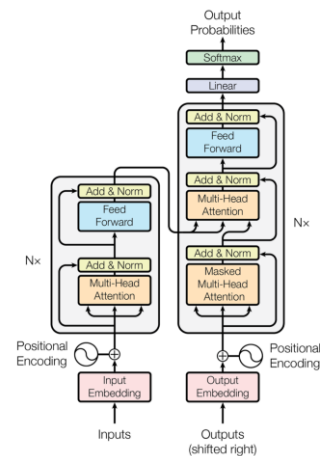 Output
Probabilities
Softmax
Linear
Add & Norm
Feed
Forward
Add & Norm
Multi-Head
Attention
Nx
Add & Norm
Masked
Multi-Head
Attention
Positional
Encoding
Output
Embedding
Outputs
(shifted right)
Add & Norm
Feed
Forward
Nx
Add & Norm
Multi-Head
Attention
Positional
Encoding
Input
Embedding
Inputs